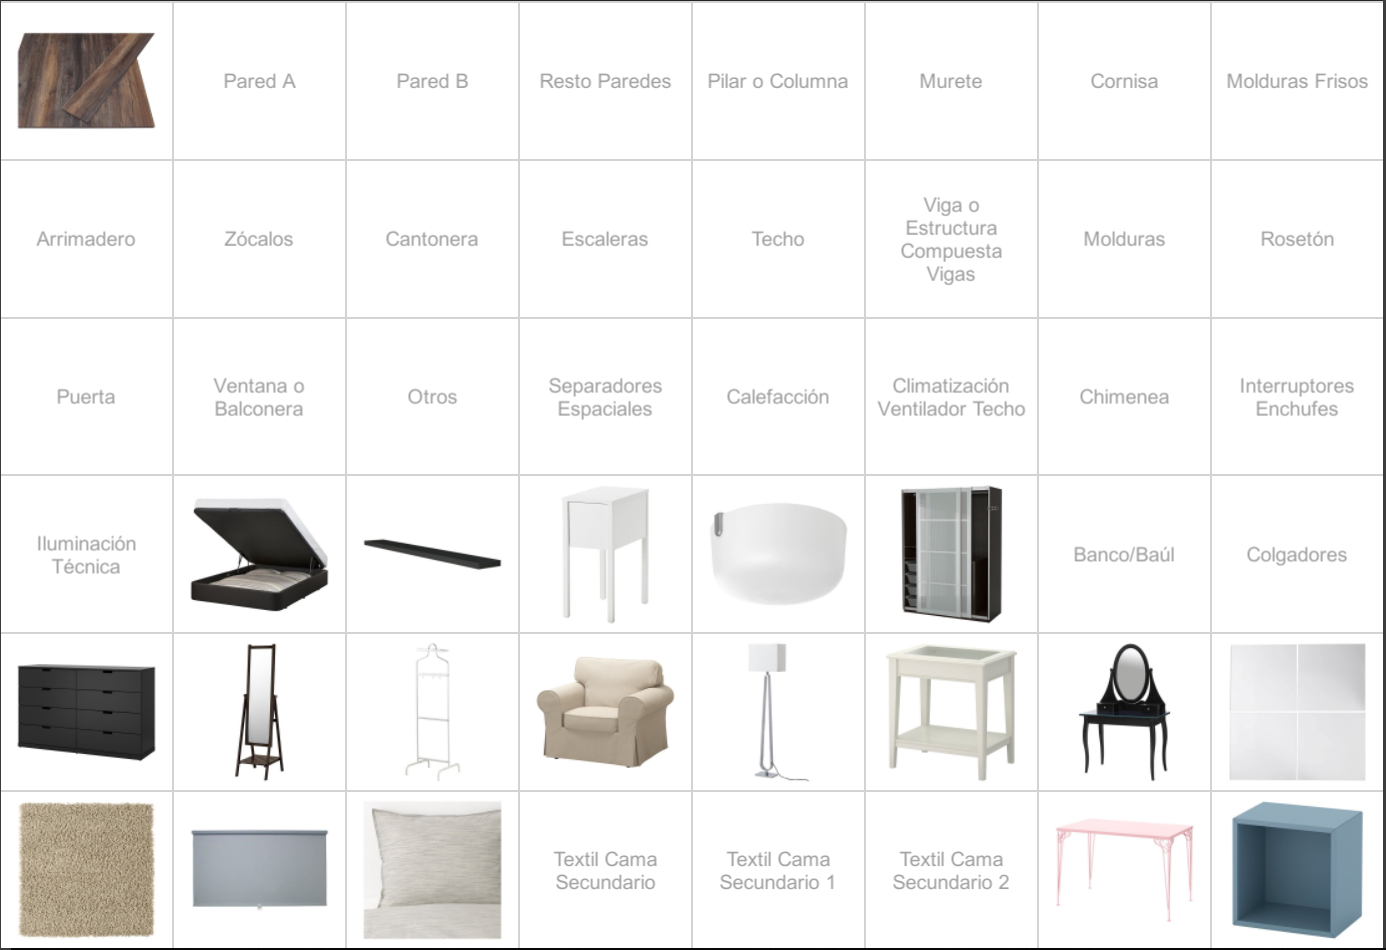 Pared A
Pared B
Resto Paredes
Pilar o Columna
Murete
Cornisa
Molduras Frisos
Arrimadero
Zócalos
Cantonera
Escaleras
Techo
Viga o
Estructura
Compuesta
Vigas
Molduras
Rosetón
Puerta
Ventana o
Balconera
Otros
Separadores
Espaciales
Calefacción
Climatización
Ventilador Techo
Chimenea
Interruptores
Enchufes
Iluminación
Técnica
Banco/Baúl
Colgadores
Textil Cama
Secundario
Textil Cama
Secundario 1
Textil Cama
Secundario 2